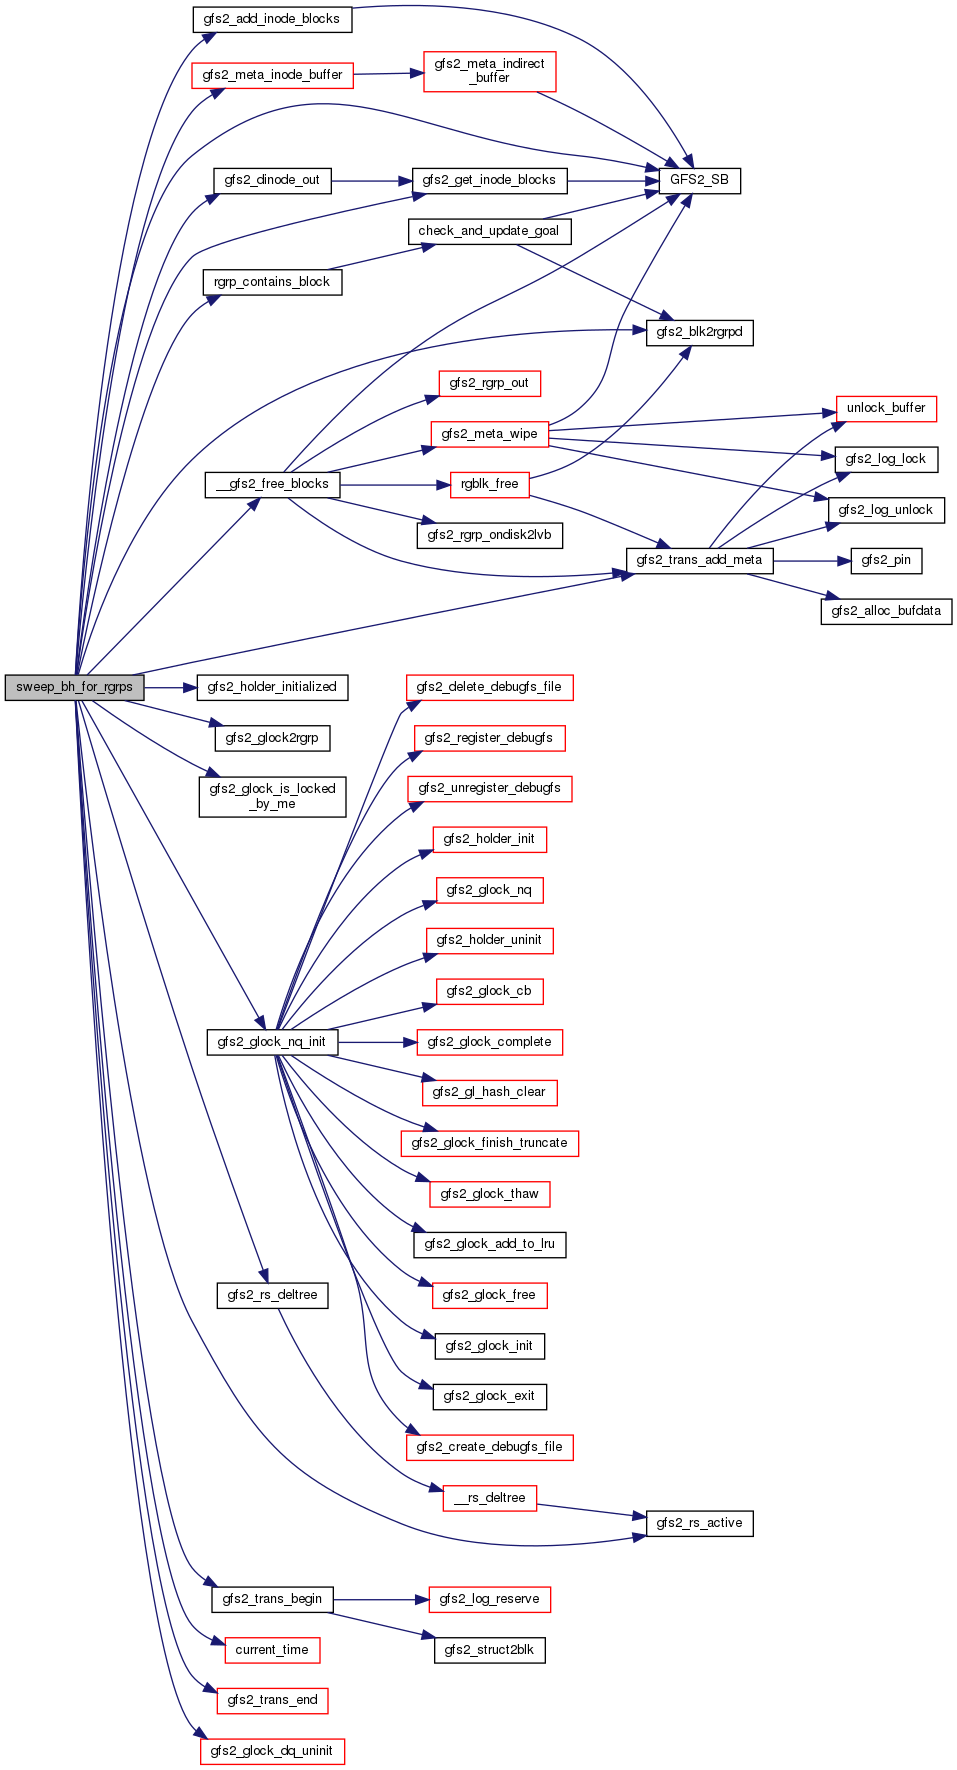 gfs2_add_inode_blocks
gfs2_meta_inode_buffer
gfs2_meta_indirect
_buffer
gfs2_dinode_out
gfs2_get_inode_blocks
GFS2_SB
check_and_update_goal
rgrp_contains_block
gfs2_blk2rgrpd
gfs2_rgrp_out
unlock_buffer
gfs2_meta_wipe
gfs2_log_lock
__gfs2_free_blocks
rgblk_free
gfs2_log_unlock
gfs2_rgrp_ondisk2lvb
gfs2_trans_add_meta
gfs2_pin
gfs2_alloc_bufdata
sweep_bh_for_rgrps
gfs2_holder_initialized
gfs2_delete_debugfs_file
gfs2_glock2rgrp
gfs2_register_debugfs
gfs2_glock_is_locked
_by_me
gfs2_unregister_debugfs
gfs2_holder_init
gfs2_glock_nq
gfs2_holder_uninit
gfs2_glock_cb
gfs2_glock_nq_init
gfs2_glock_complete
gfs2_gl_hash_clear
gfs2_glock_finish_truncate
gfs2_glock_thaw
gfs2_glock_add_to_lru
gfs2_rs_deltree
gfs2_glock_free
gfs2_glock_init
gfs2_glock_exit
gfs2_create_debugfs_file
__rs_deltree
gfs2_rs_active
gfs2_trans_begin
gfs2_log_reserve
current_time
gfs2_struct2blk
gfs2_trans_end
gfs2_glock_dq_uninit